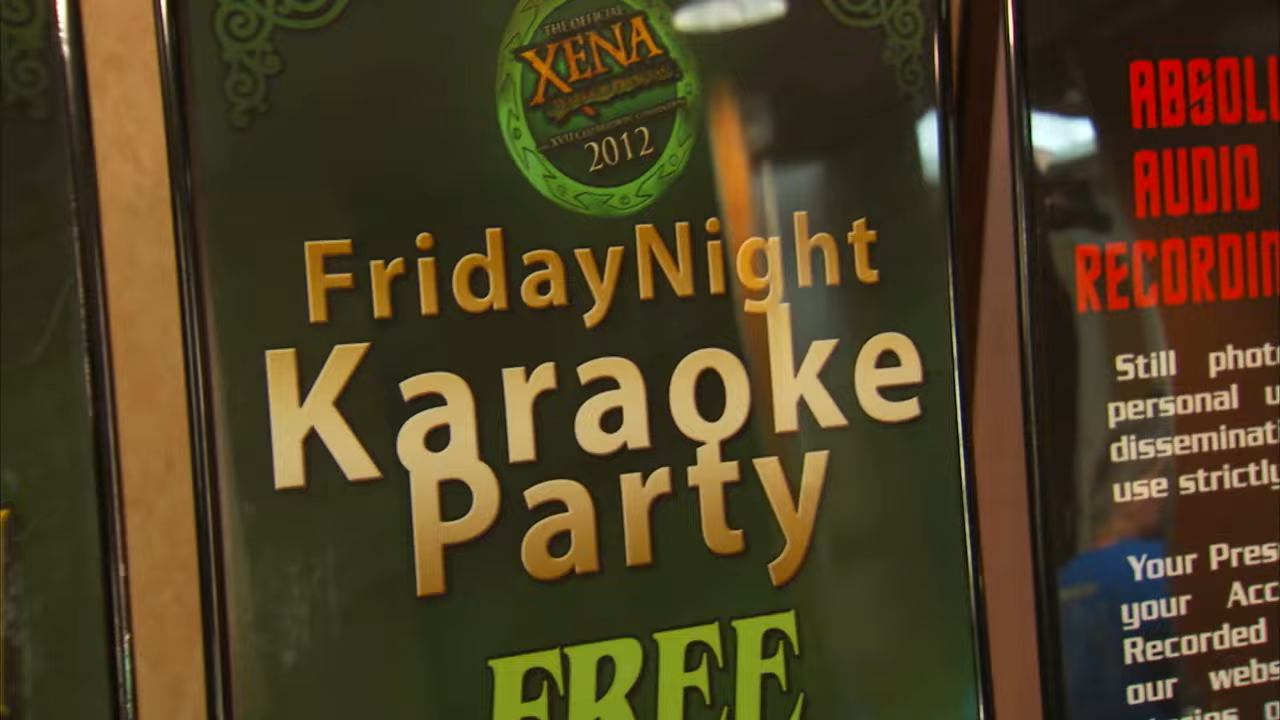 THE OFFICIAL
XENA
2012
FridayNight
Karaoke
Party
FREE
ABSOL
AUDIO
RECORDIN
Still phot
personal u
disseminati
use strictly
Your Pres
your Acc
Recorded
our webs